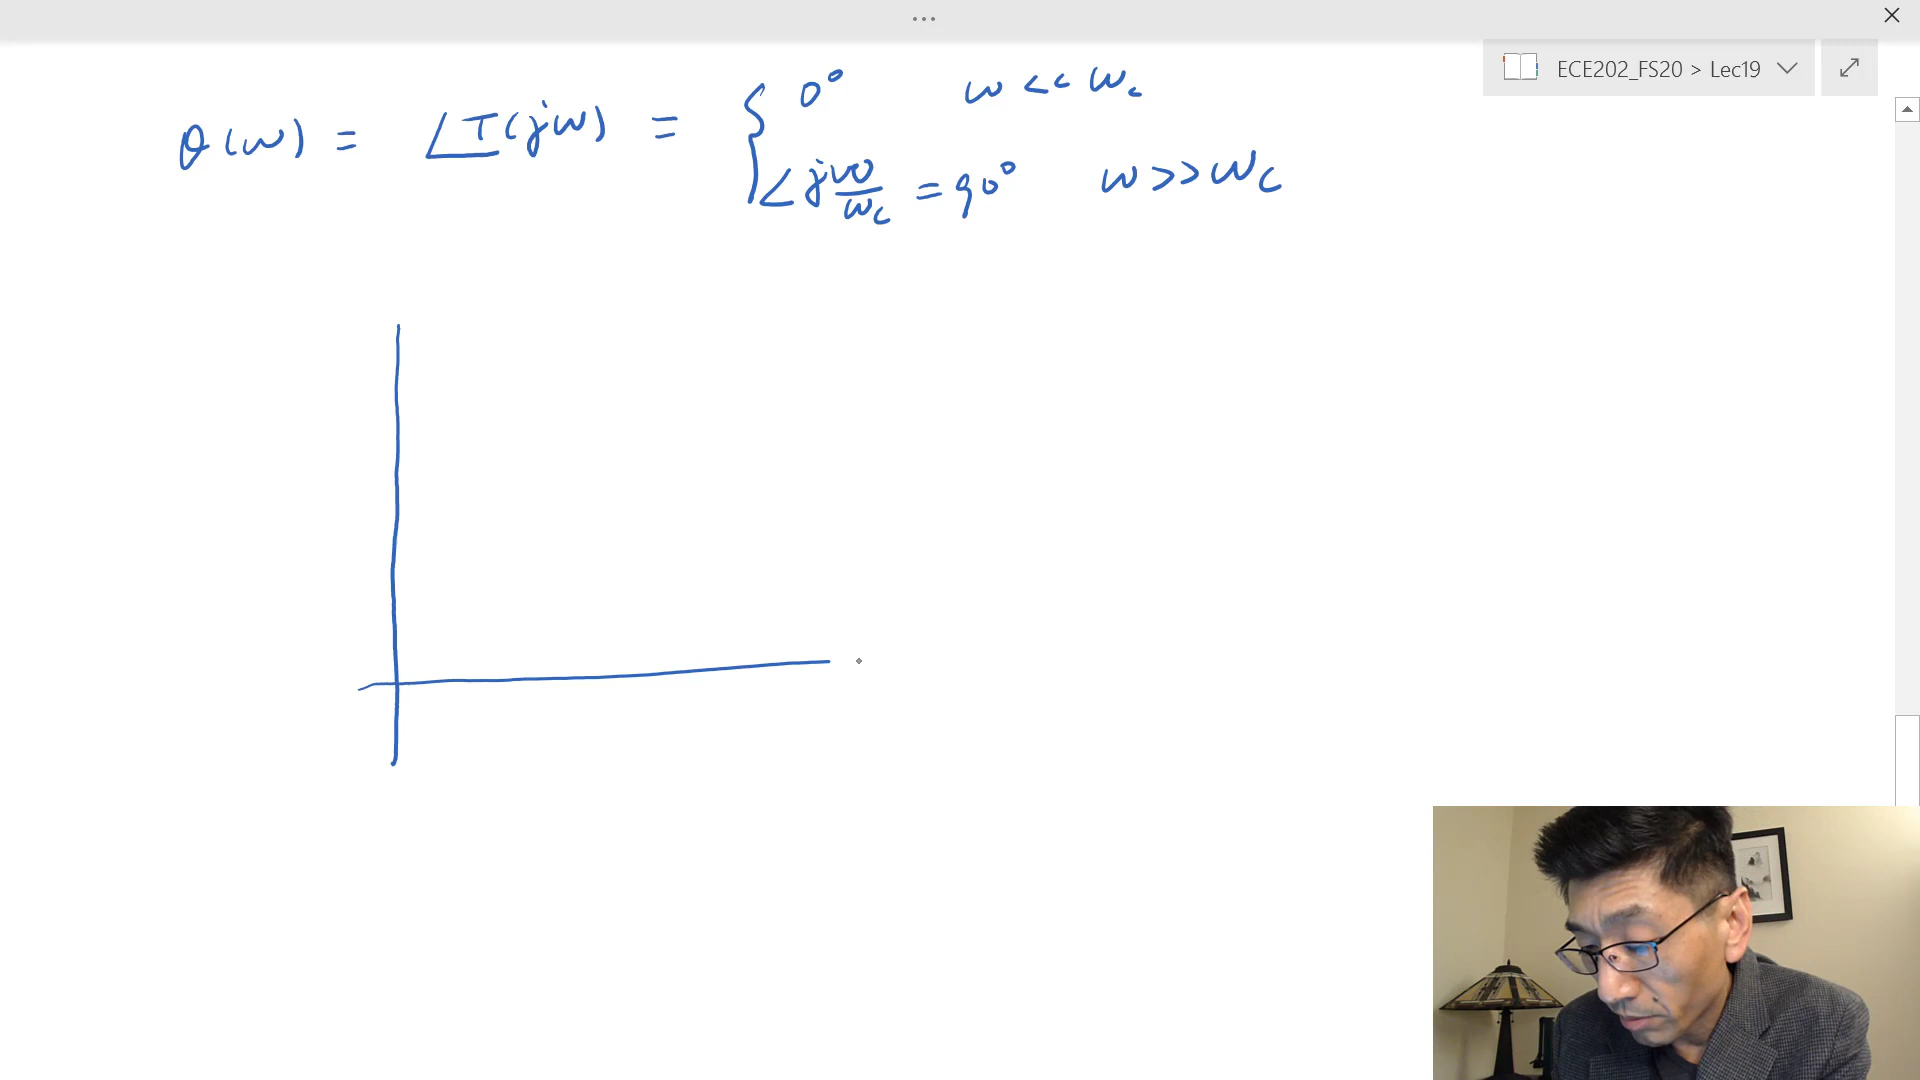 ECE202_FS20 > Lec19
θ(ω) = ∠T(jω) = { 0° ω << ωc
∠jω/ωc = 90° ω >> ωc